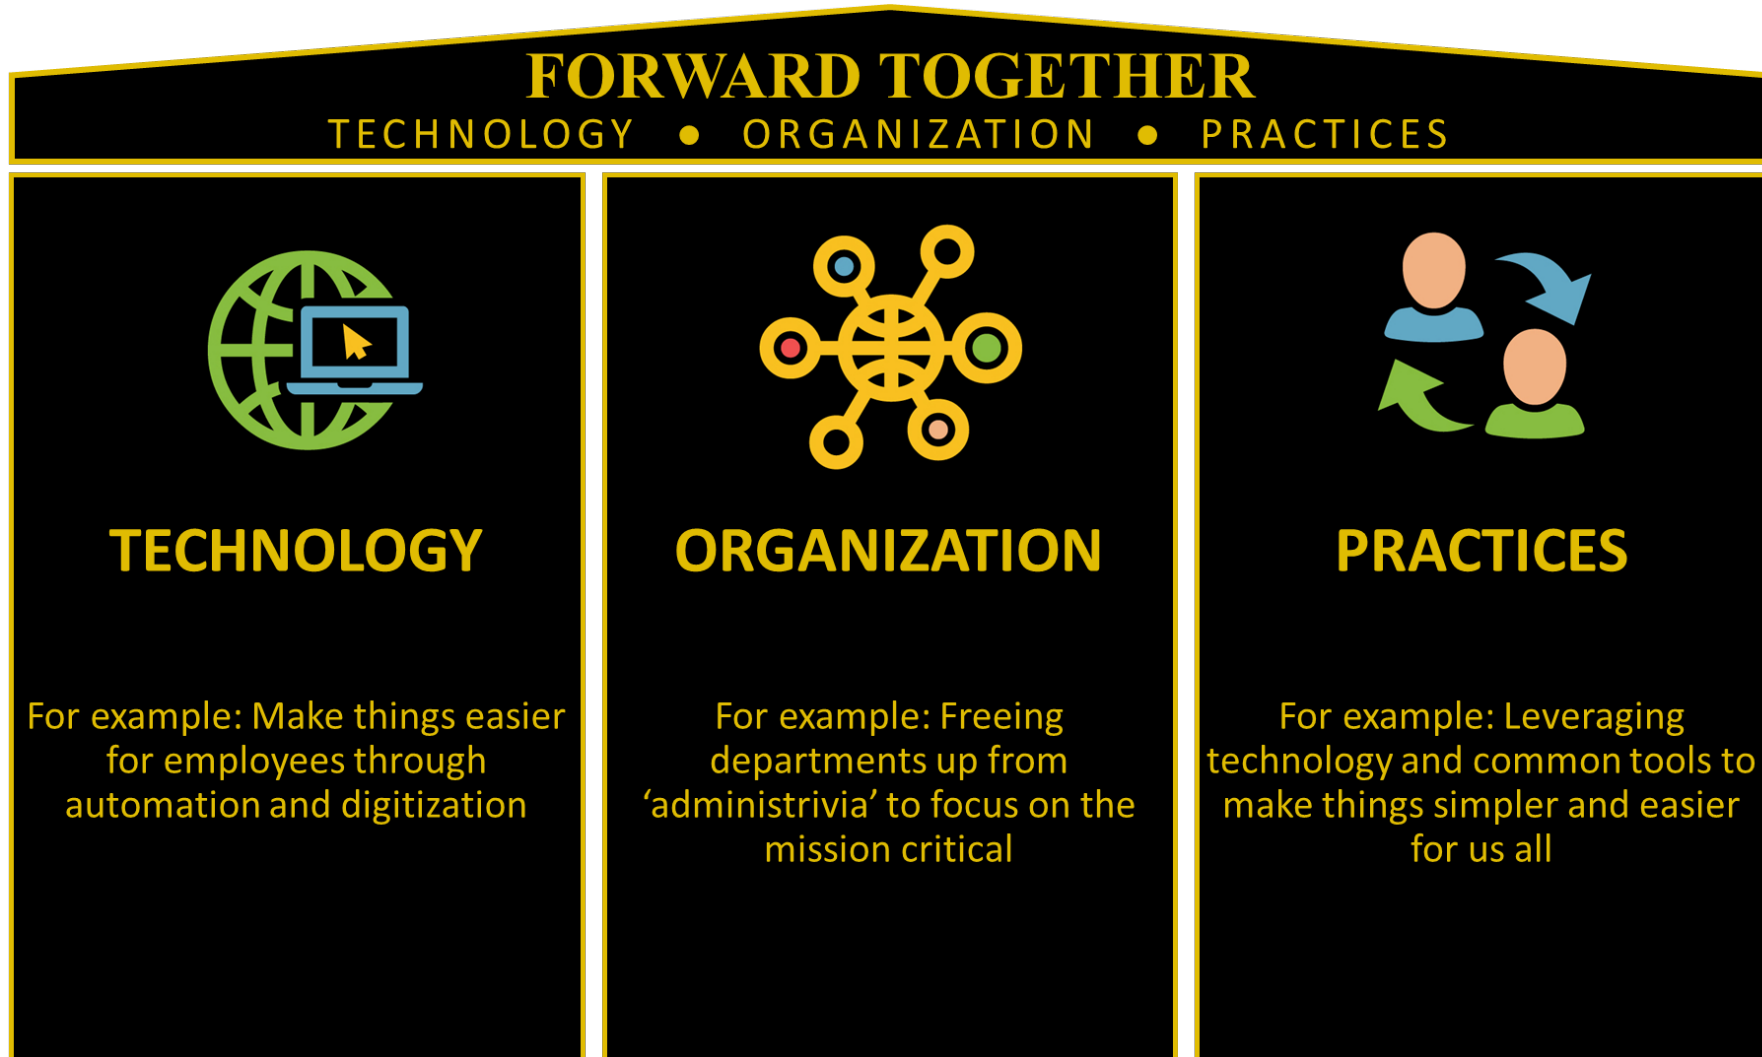 FORWARD TOGETHER
TECHNOLOGY ● ORGANIZATION ● PRACTICES
TECHNOLOGY
For example: Make things easier
for employees through
automation and digitization
ORGANIZATION
For example: Freeing
departments up from
‘administrivia’ to focus on the
mission critical
PRACTICES
For example: Leveraging
technology and common tools to
make things simpler and easier
for us all